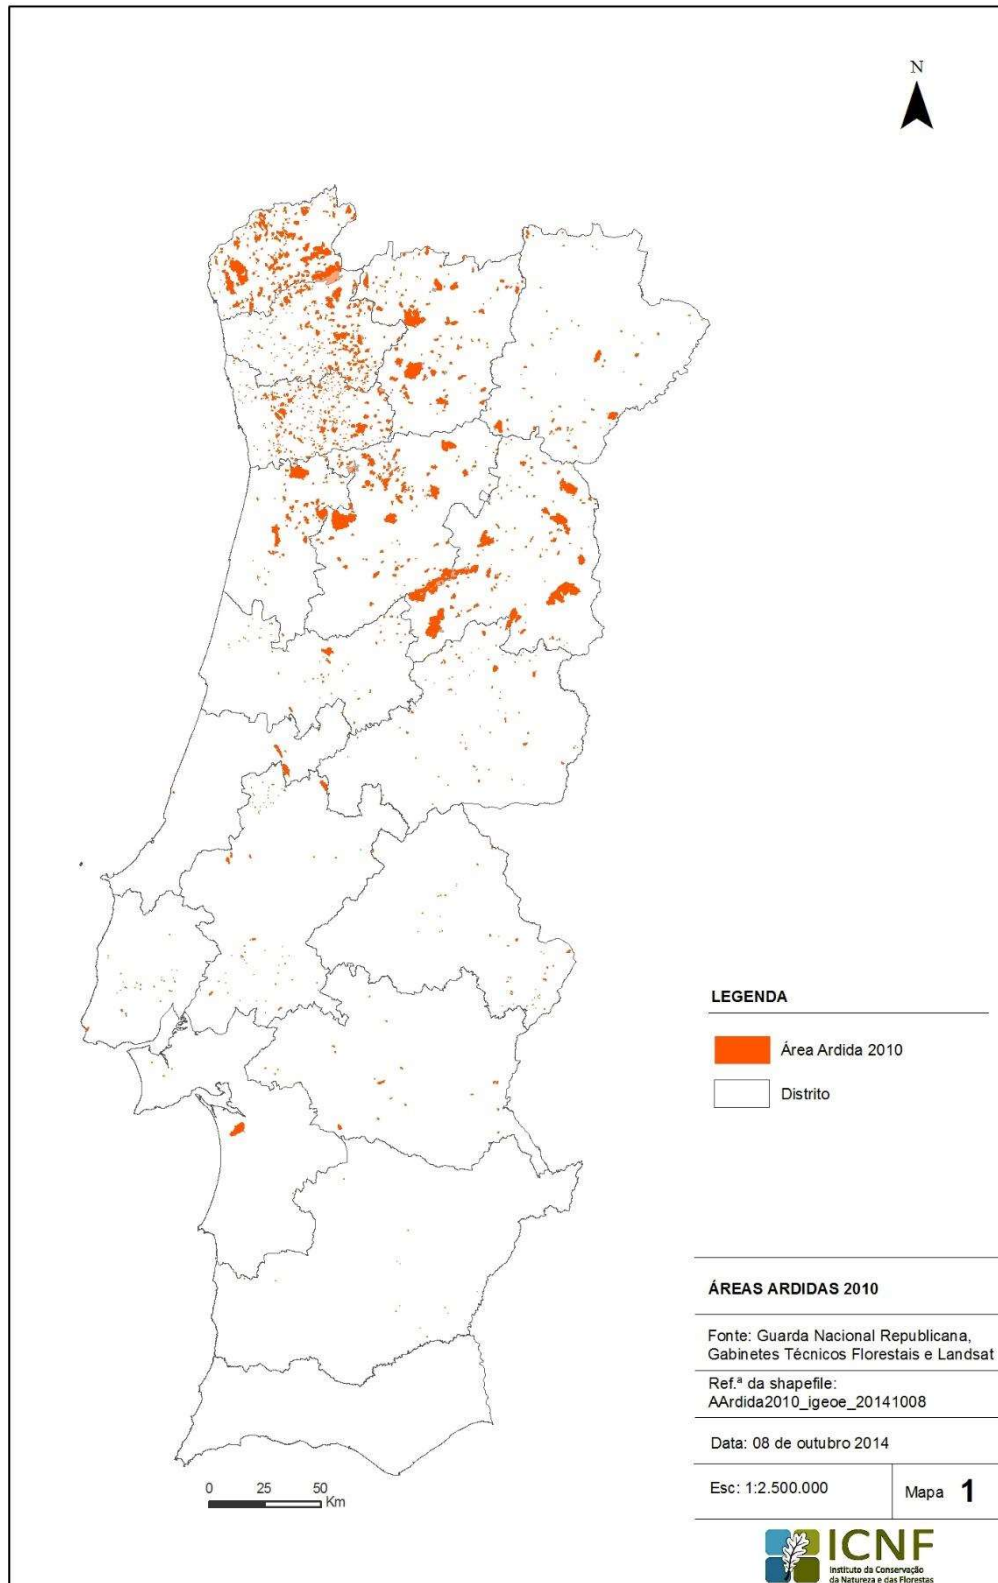 N
LEGENDA
Área Ardida 2010
Distrito
ÁREAS ARDIDAS 2010
Fonte: Guarda Nacional Republicana,
Gabinetes Técnicos Florestais e Landsat
Ref.ª da shapefile:
AArdida2010_igeoe_20141008
Data: 08 de outubro 2014
Esc: 1:2.500.000
Mapa 1
0 25 50
Km
ICNF
Instituto da Conservação
da Natureza e das Florestas